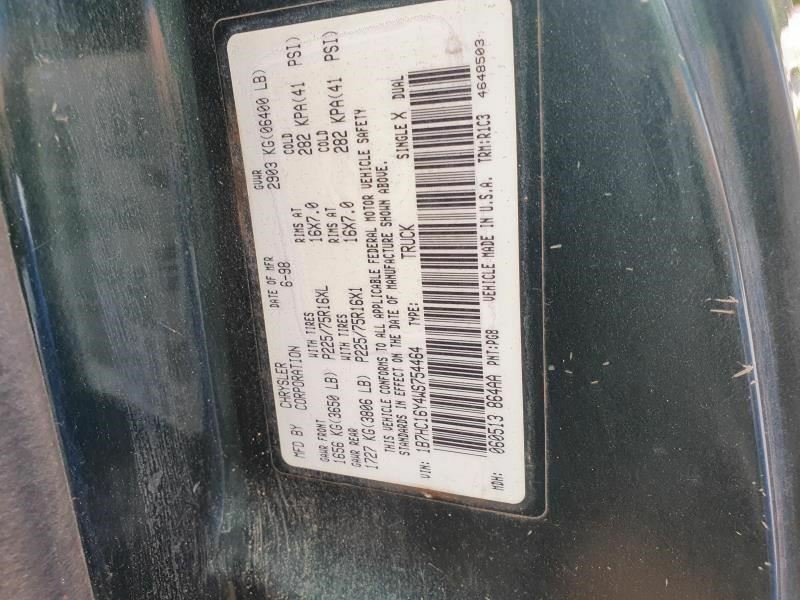 MFD BY CHRYSLER CORPORATION DATE OF MFR 6-98 GVWR 2903 KG(06400 LB)
GAWR FRONT WITH TIRES RIMS AT COLD
1656 KG(3650 LB) P225/75R16XL 16X7.0 282 KPA(41 PSI)
GAWR REAR WITH TIRES RIMS AT COLD
1727 KG(3806 LB) P225/75R16X1 16X7.0 282 KPA(41 PSI)
THIS VEHICLE CONFORMS TO ALL APPLICABLE FEDERAL MOTOR VEHICLE SAFETY
STANDARDS IN EFFECT ON THE DATE OF MANUFACTURE SHOWN ABOVE.
VIN: 1B7HC16Y4WS754464 TYPE: TRUCK SINGLE X DUAL
MDH: 060513 864AA PNT:PG8 VEHICLE MADE IN U.S.A. TRM:R1C3
4648503